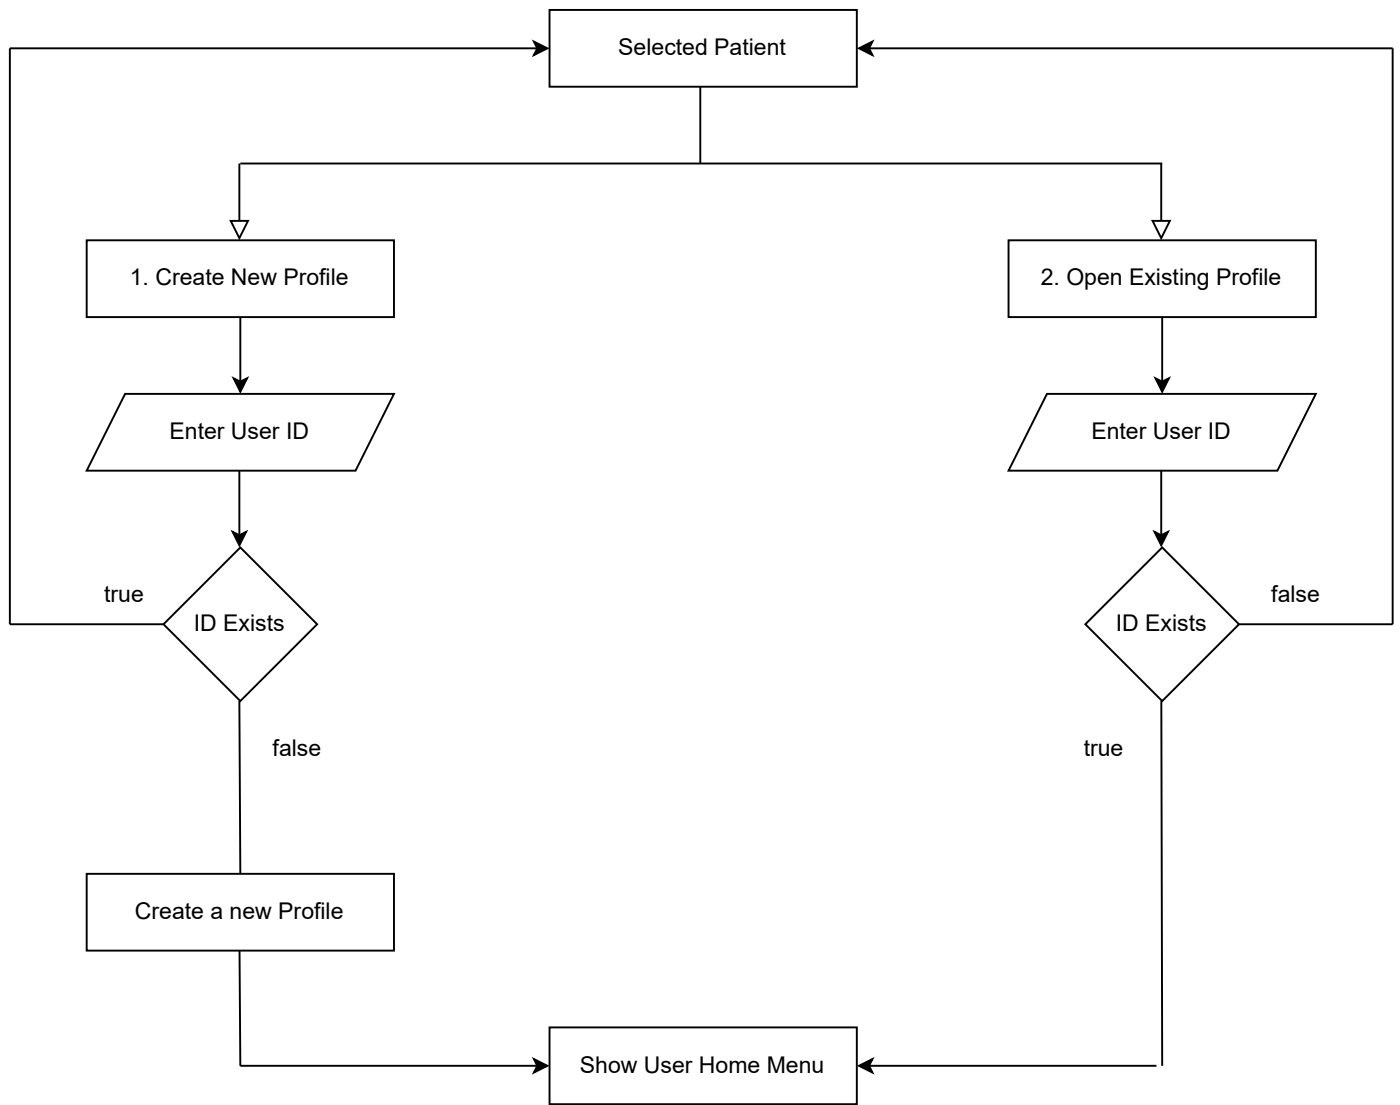 Selected Patient
1. Create New Profile
2. Open Existing Profile
Enter User ID
Enter User ID
true
ID Exists
ID Exists
false
false
true
Create a new Profile
Show User Home Menu